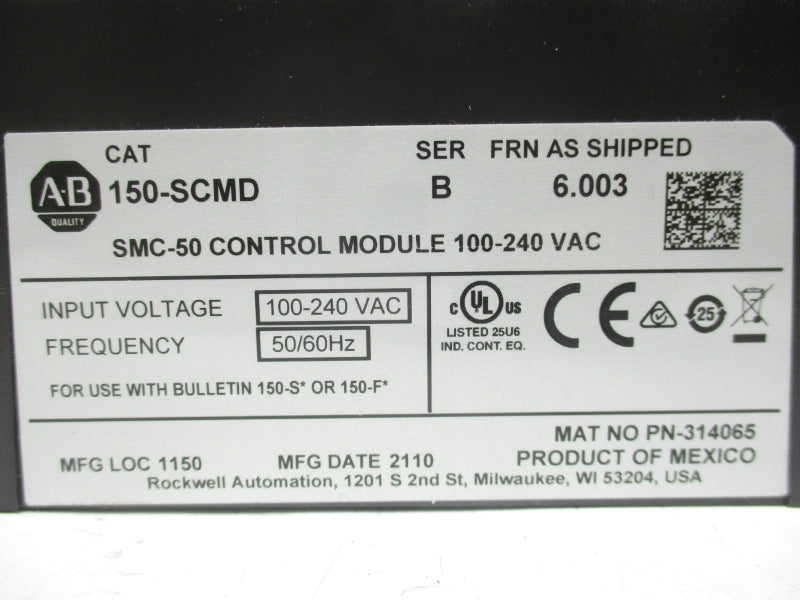 CAT SER FRN AS SHIPPED
A-B QUALITY 150-SCMD B 6.003
SMC-50 CONTROL MODULE 100-240 VAC
INPUT VOLTAGE 100-240 VAC
FREQUENCY 50/60Hz
FOR USE WITH BULLETIN 150-S* OR 150-F*
C UL US
LISTED 25U6
IND. CONT. EQ.
CE
25
MAT NO PN-314065
MFG LOC 1150 MFG DATE 2110 PRODUCT OF MEXICO
Rockwell Automation, 1201 S 2nd St, Milwaukee, WI 53204, USA